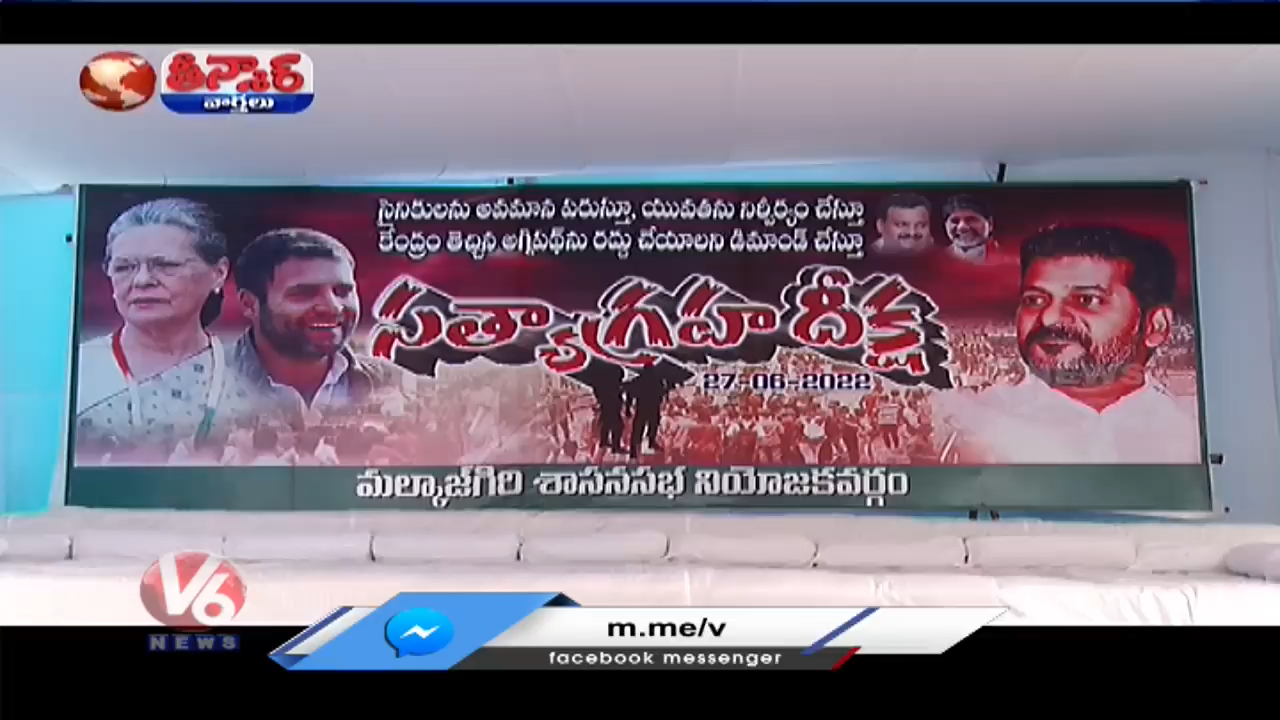 తీన్మార్
వార్తలు
సైనికులను అవమాన పరుస్తూ, యువతను నిర్వీర్యం చేస్తూ
కేంద్రం తెచ్చిన అగ్నిపథ్‌ను రద్దు చేయాలని డిమాండ్ చేస్తూ
సత్యాగ్రహ దీక్ష
27-06-2022
మల్కాజ్‌గిరి శాసనసభ నియోజకవర్గం
V6
NEWS
m.me/v
facebook messenger